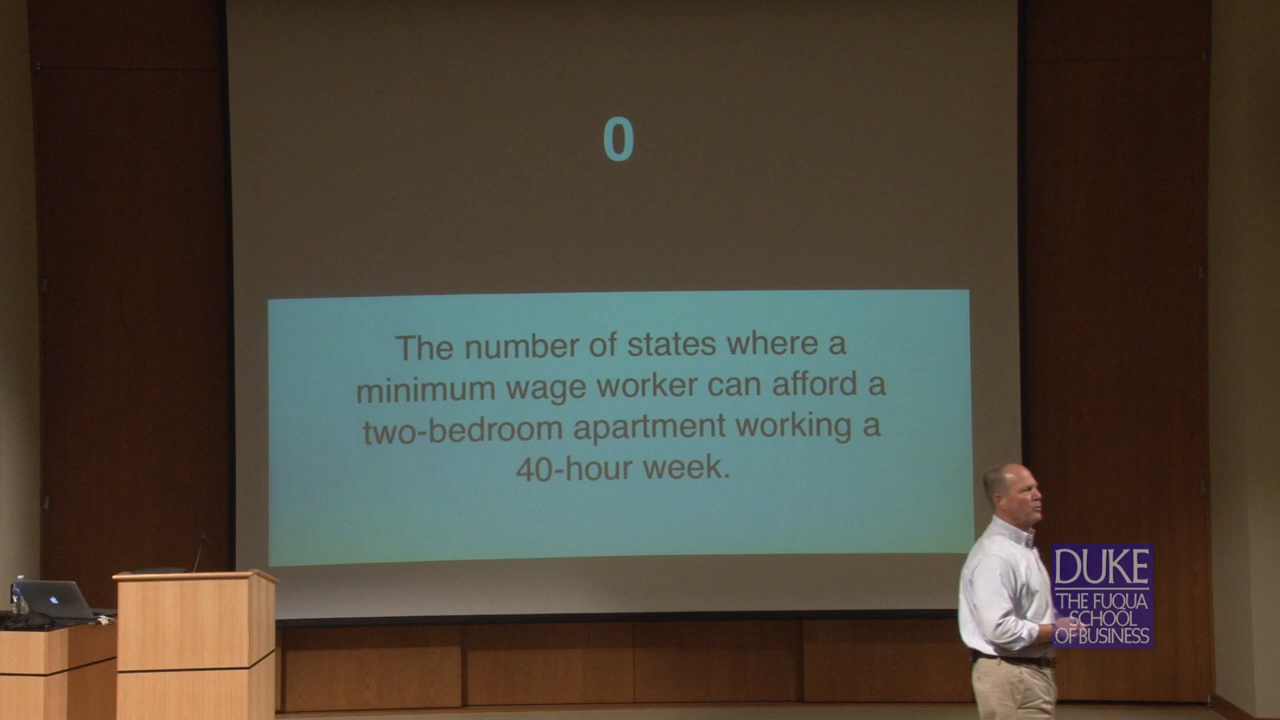 0
The number of states where a
minimum wage worker can afford a
two-bedroom apartment working a
40-hour week.
DUKE
THE FUQUA
SCHOOL
OF BUSINESS